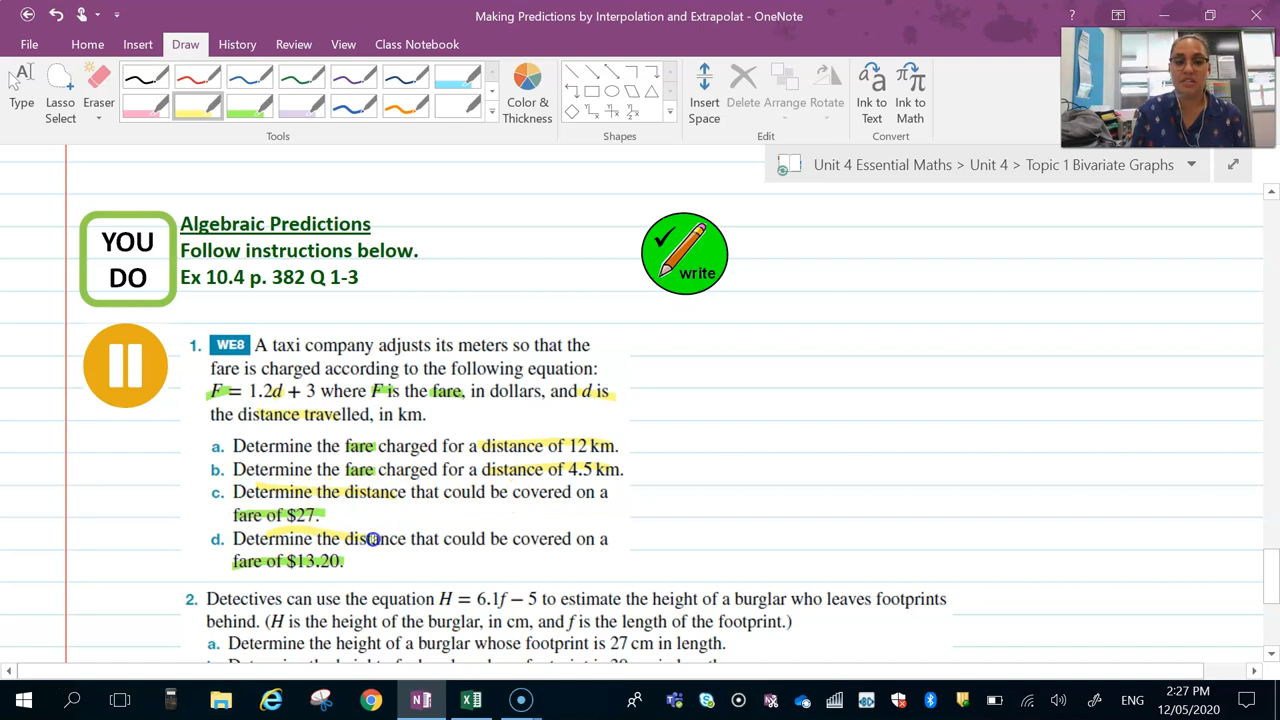 Making Predictions by Interpolation and Extrapolat - OneNote
?
File Home Insert Draw History Review View Class Notebook
Type
Lasso Select
Eraser
Color & Thickness
Insert Space
Delete
Arrange
Rotate
Ink to Text
Ink to Math
Tools
Shapes
Edit
Convert
Unit 4 Essential Maths > Unit 4 > Topic 1 Bivariate Graphs
YOU
DO
Algebraic Predictions
Follow instructions below.
Ex 10.4 p. 382 Q 1-3
write
1. WE8 A taxi company adjusts its meters so that the
fare is charged according to the following equation:
F = 1.2d + 3 where F is the fare, in dollars, and d is
the distance travelled, in km.
a. Determine the fare charged for a distance of 12 km.
b. Determine the fare charged for a distance of 4.5 km.
c. Determine the distance that could be covered on a
fare of $27.
d. Determine the distance that could be covered on a
fare of $13.20.
2. Detectives can use the equation H = 6.1f − 5 to estimate the height of a burglar who leaves footprints
behind. (H is the height of the burglar, in cm, and f is the length of the footprint.)
a. Determine the height of a burglar whose footprint is 27 cm in length.
ENG
2:27 PM
12/05/2020